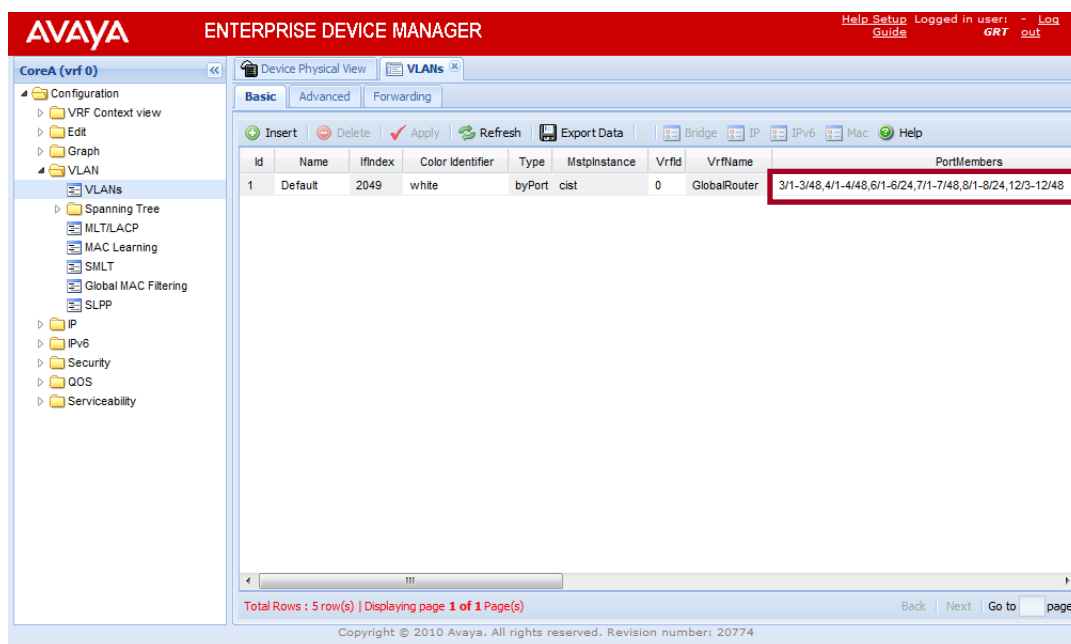 AVAYA
ENTERPRISE DEVICE MANAGER
Help Setup Guide
Logged in user: GRT
- Log out
CoreA (vrf 0)
Configuration
VRF Context view
Edit
Graph
VLAN
VLANs
Spanning Tree
MLT/LACP
MAC Learning
SMLT
Global MAC Filtering
SLPP
IP
IPv6
Security
QOS
Serviceability
Device Physical View VLANs
Basic Advanced Forwarding
Insert Delete Apply Refresh Export Data Bridge IP IPv6 Mac Help
Id Name IfIndex Color Identifier Type MstpInstance VrfId VrfName PortMembers
1 Default 2049 white byPort cist 0 GlobalRouter 3/1-3/48,4/1-4/48,6/1-6/24,7/1-7/48,8/1-8/24,12/3-12/48
Total Rows : 5 row(s) | Displaying page 1 of 1 Page(s)
Back Next Go to page
Copyright © 2010 Avaya. All rights reserved. Revision number: 20774